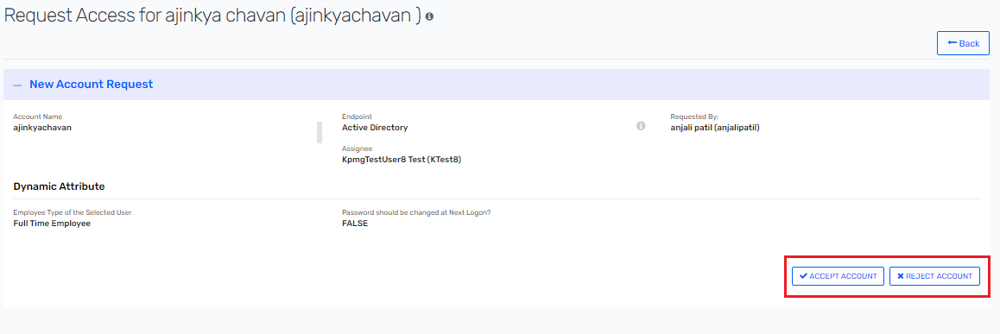 Request Access for ajinkya chavan (ajinkyachavan )
Back
New Account Request
Account Name
ajinkyachavan
Endpoint
Active Directory
Requested By:
anjali patil (anjalipatil)
Assignee
KpmgTestUser8 Test (KTest8)
Dynamic Attribute
Employee Type of the Selected User
Full Time Employee
Password should be changed at Next Logon?
FALSE
ACCEPT ACCOUNT
REJECT ACCOUNT